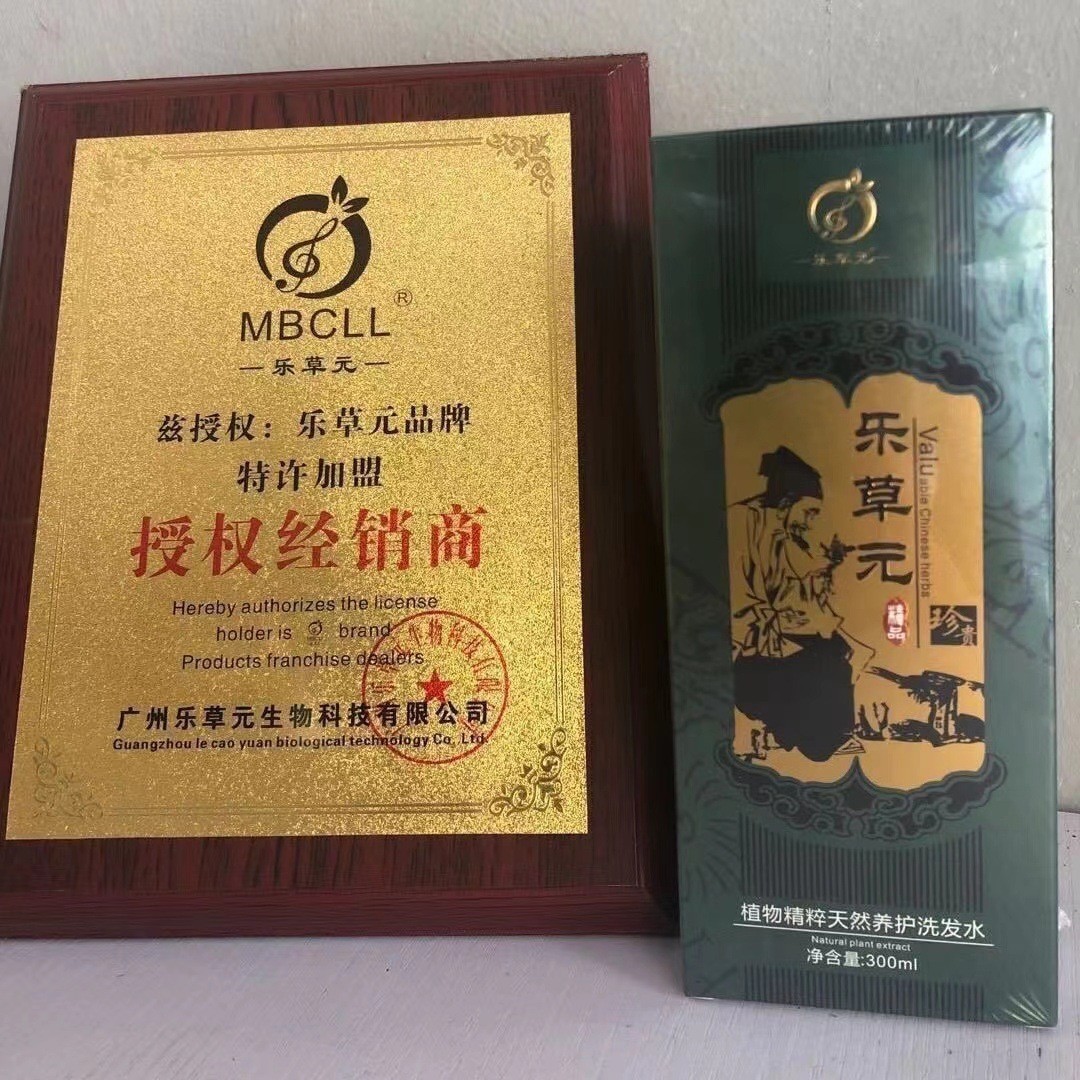 MBCLL®
乐草元
兹授权：乐草元品牌
特许加盟
授权经销商
Hereby authorizes the license
holder is brand
Products franchise dealers
广州乐草元生物科技有限公司
Guangzhou le cao yuan biological technology Co, Ltd
乐草元
乐草元
Valuable Chinese herbs
精品
珍贵
植物精粹天然养护洗发水
Natural plant extract
净含量:300ml